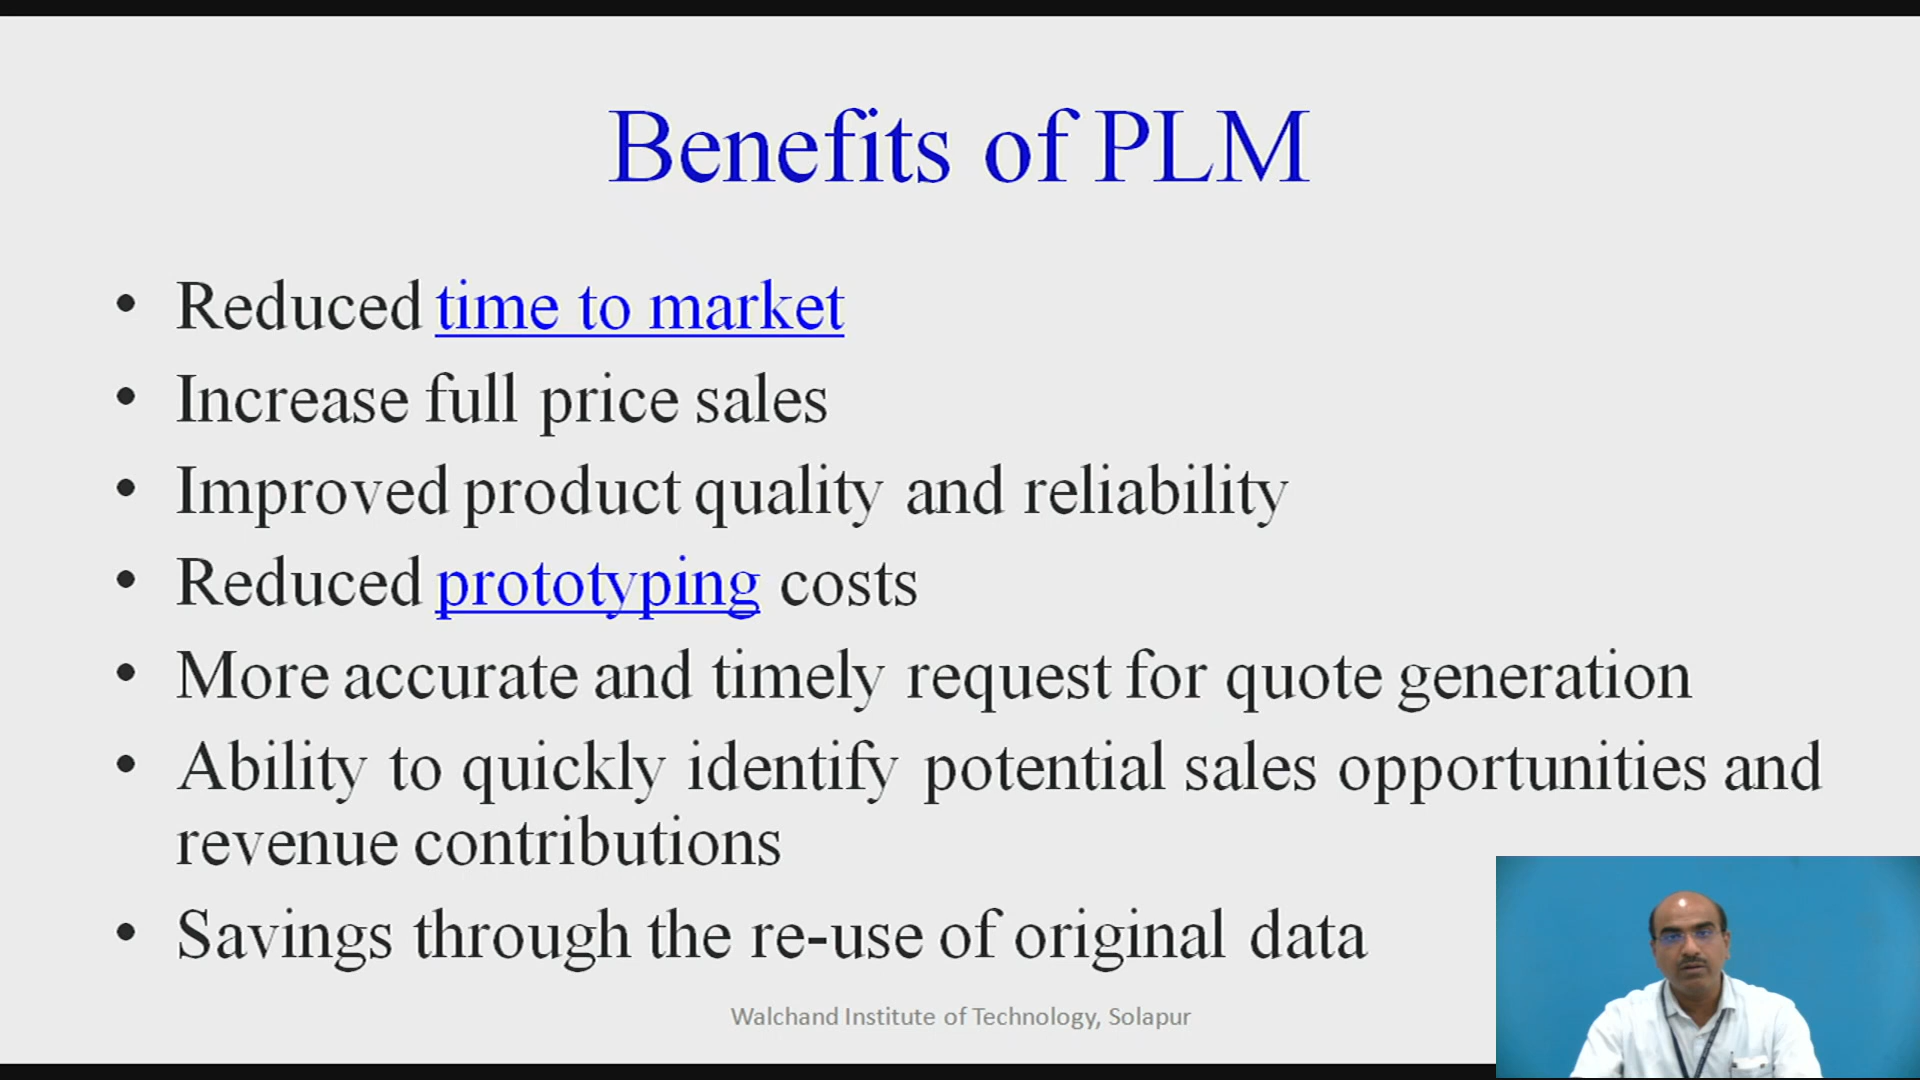 Benefits of PLM
• Reduced time to market
• Increase full price sales
• Improved product quality and reliability
• Reduced prototyping costs
• More accurate and timely request for quote generation
• Ability to quickly identify potential sales opportunities and
revenue contributions
• Savings through the re-use of original data
Walchand Institute of Technology, Solapur